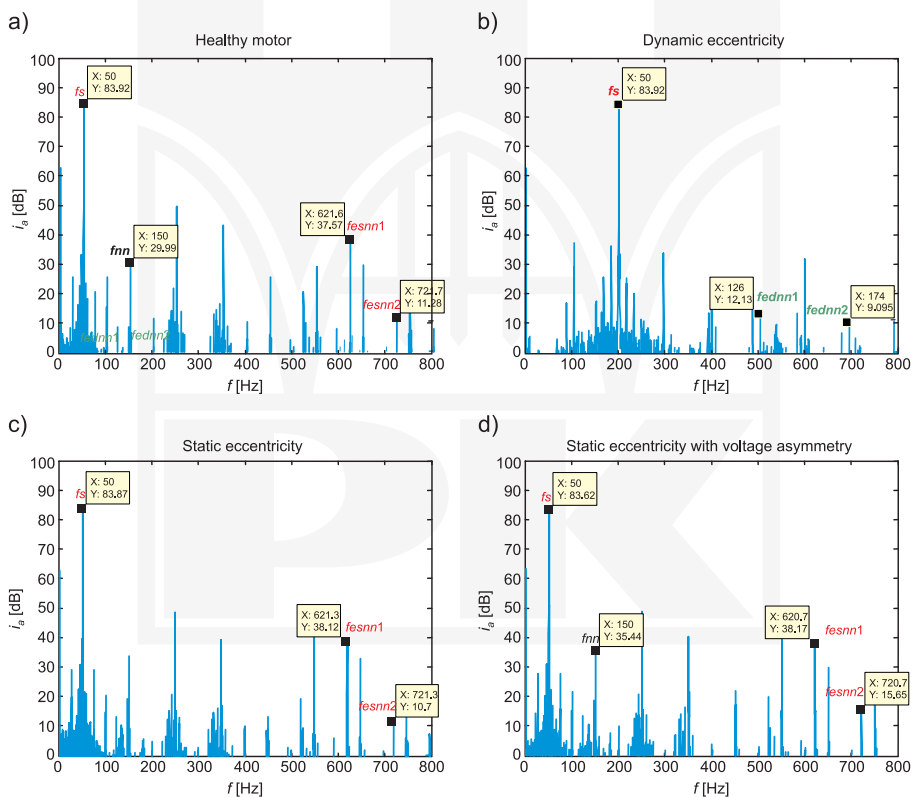 a)
Healthy motor
100
90
80
70
60
50
40
30
20
10
0
i_a [dB]
fs
X: 50
Y: 83.92
fnn
X: 150
Y: 29.99
X: 621.6
Y: 37.57
fesnn1
fesnn2
X: 721.7
Y: 11.28
fednn1
fednn2
0 100 200 300 400 500 600 700 800
f [Hz]
b)
Dynamic eccentricity
100
90
80
70
60
50
40
30
20
10
0
i_a [dB]
fs
X: 50
Y: 83.92
X: 126
Y: 12.13
fednn1
fednn2
X: 174
Y: 9.095
0 100 200 300 400 500 600 700 800
f [Hz]
c)
Static eccentricity
100
90
80
70
60
50
40
30
20
10
0
i_a [dB]
fs
X: 50
Y: 83.87
X: 621.3
Y: 38.12
fesnn1
fesnn2
X: 721.3
Y: 10.7
0 100 200 300 400 500 600 700 800
f [Hz]
d)
Static eccentricity with voltage asymmetry
100
90
80
70
60
50
40
30
20
10
0
i_a [dB]
fs
X: 50
Y: 83.62
fnn
X: 150
Y: 35.44
X: 620.7
Y: 38.17
fesnn1
fesnn2
X: 720.7
Y: 15.65
0 100 200 300 400 500 600 700 800
f [Hz]
PK